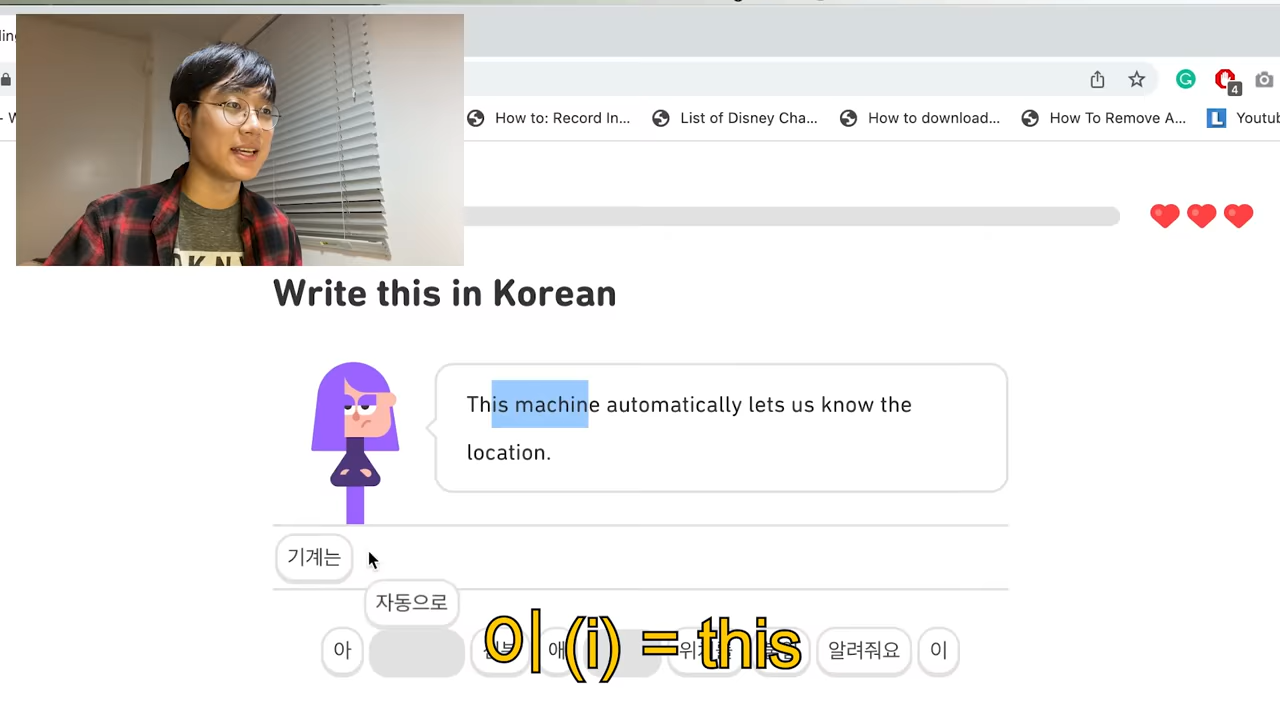 How to: Record In...
List of Disney Cha...
How to download...
How To Remove A...
4
Write this in Korean
This machine automatically lets us know the
location.
기계는
자동으로
아
애
알려줘요
이
이 (i) = this